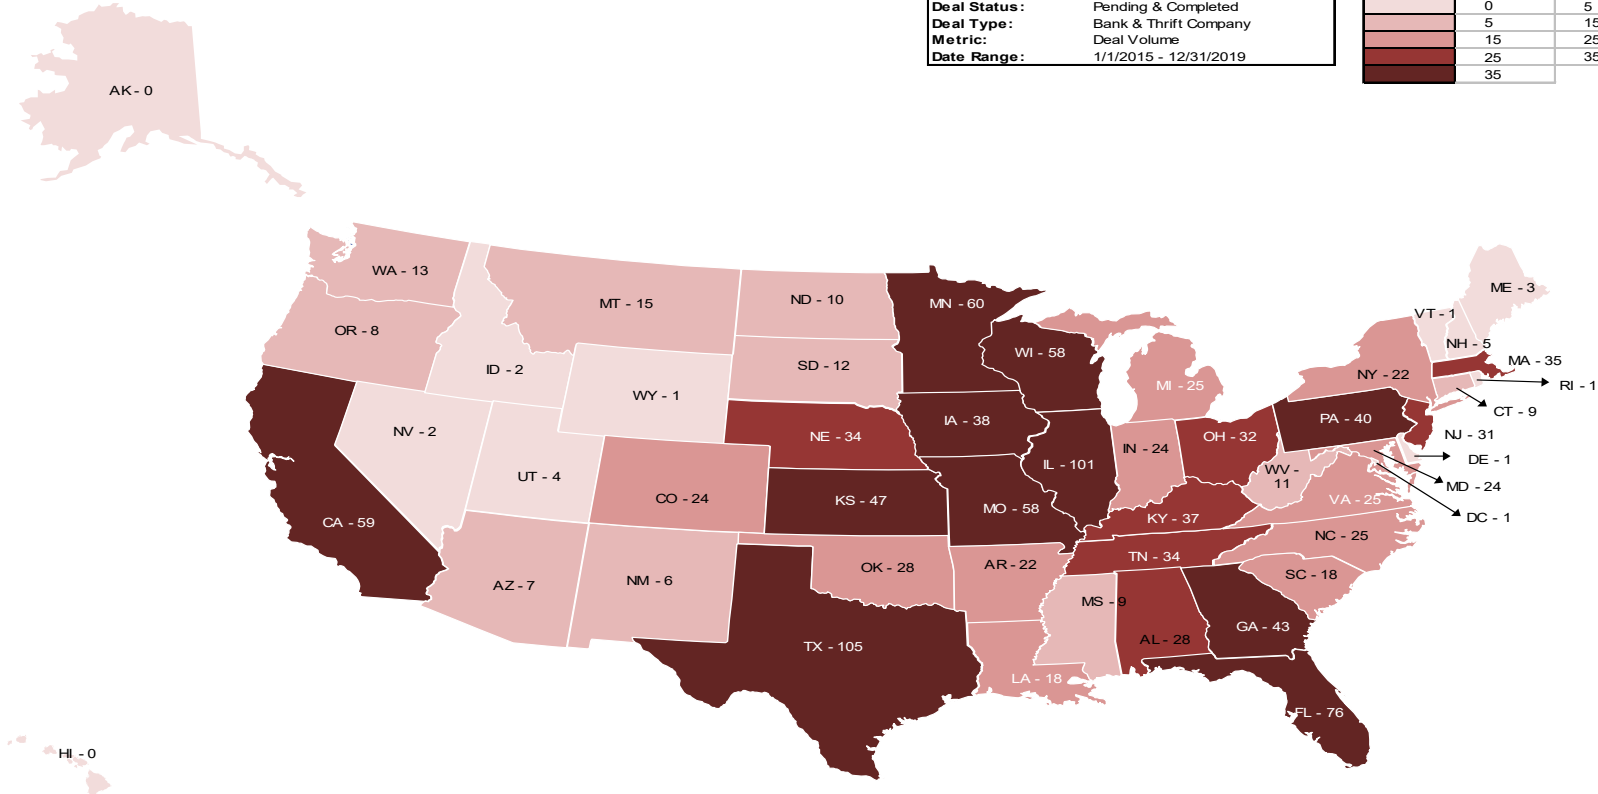 Deal Status: Pending & Completed
Deal Type: Bank & Thrift Company
Metric: Deal Volume
Date Range: 1/1/2015 - 12/31/2019
0 5
5 15
15 25
25 35
35
AK - 0
WA - 13
MT - 15
ND - 10
MN - 60
ME - 3
VT - 1
OR - 8
NH - 5
WI - 58
MA - 35
ID - 2
SD - 12
NY - 22
MI - 25
RI - 1
WY - 1
CT - 9
IA - 38
PA - 40
NV - 2
NE - 34
OH - 32
NJ - 31
IN - 24
DE - 1
IL - 101
UT - 4
WV -
11
MD - 24
CO - 24
KS - 47
VA - 25
MO - 58
DC - 1
CA - 59
KY - 37
NC - 25
TN - 34
AR - 22
OK - 28
SC - 18
NM - 6
AZ - 7
MS - 9
GA - 43
AL - 28
TX - 105
LA - 18
FL - 76
HI - 0